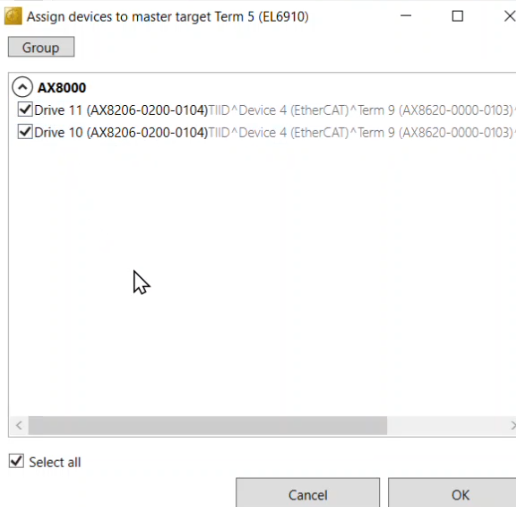 Assign devices to master target Term 5 (EL6910)
Group
AX8000
Drive 11 (AX8206-0200-0104)TIID^Device 4 (EtherCAT)^Term 9 (AX8620-0000-0103)^
Drive 10 (AX8206-0200-0104)TIID^Device 4 (EtherCAT)^Term 9 (AX8620-0000-0103)^
Select all
Cancel
OK